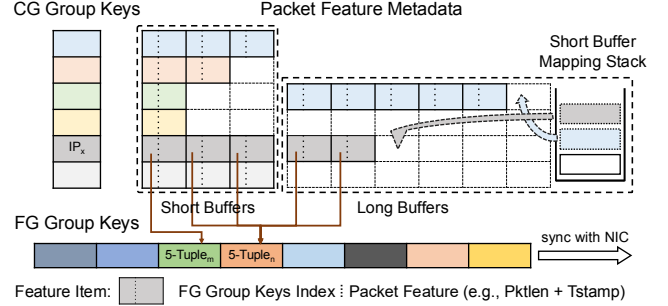 CG Group Keys
Packet Feature Metadata
Short Buffer
Mapping Stack
IPx
Short Buffers
Long Buffers
FG Group Keys
5-Tuplem
5-Tuplen
sync with NIC
Feature Item:
FG Group Keys Index ⁞ Packet Feature (e.g., Pktlen + Tstamp)